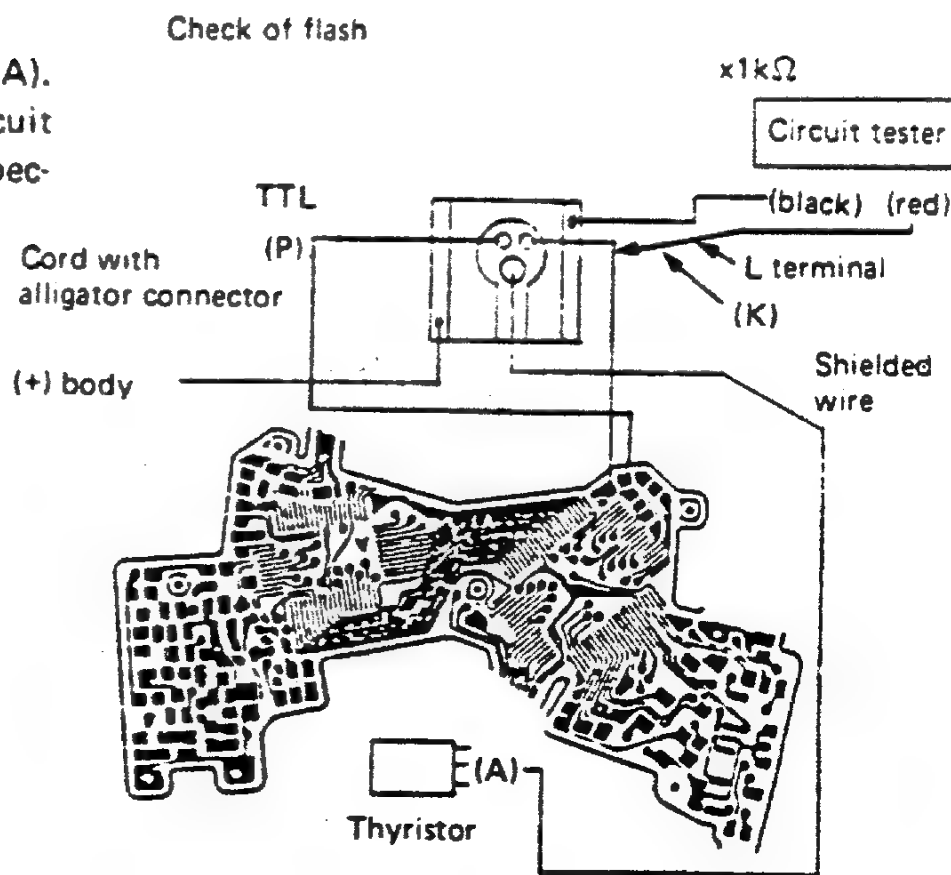 Check of flash
A).
cuit
pec-
x1kΩ
Circuit tester
(black) (red)
TTL
(P)
L terminal
(K)
Cord with
alligator connector
(+) body
Shielded
wire
(A)
Thyristor